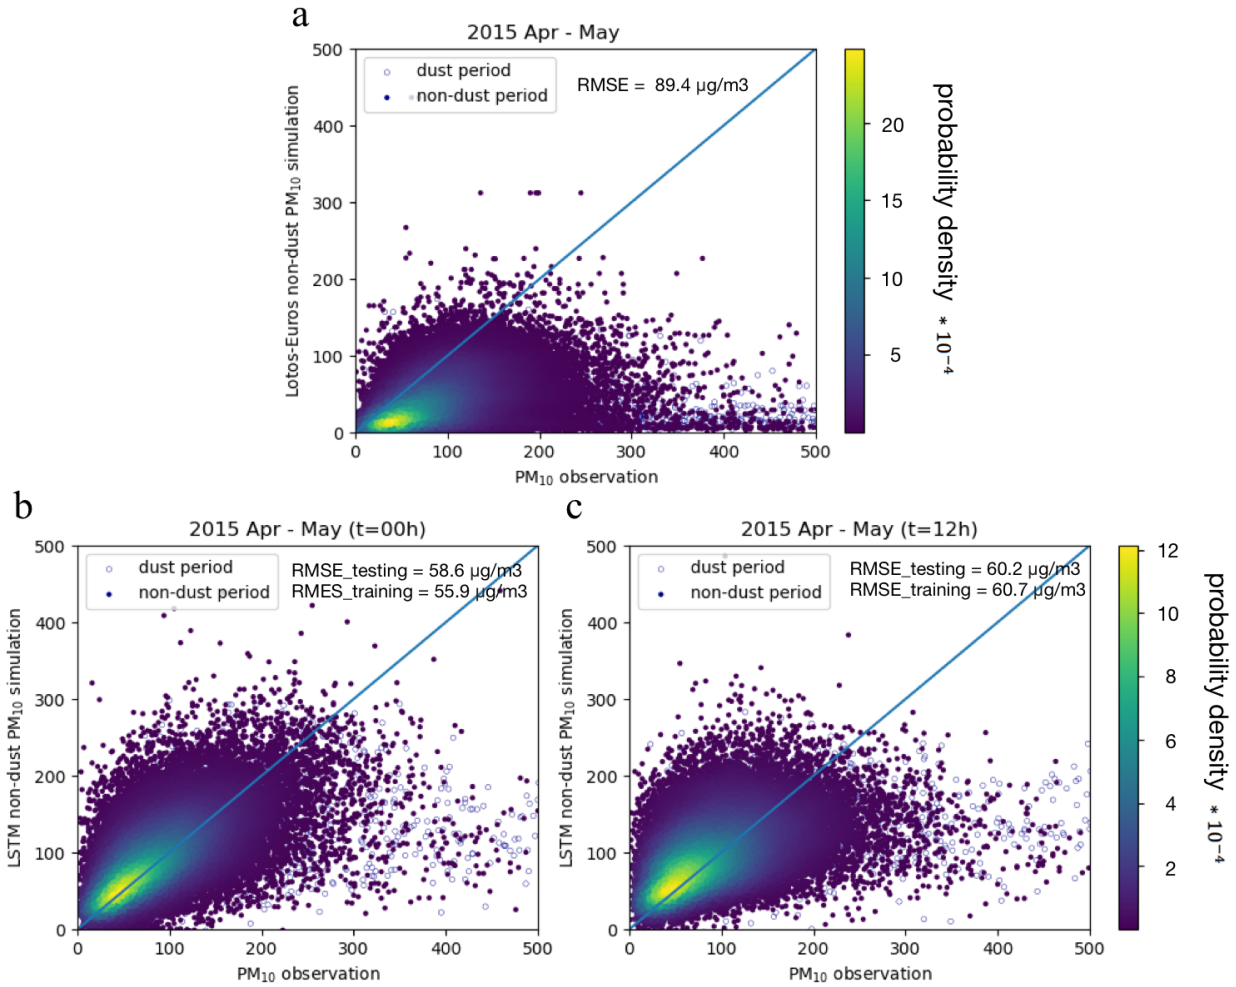 a
2015 Apr - May
dust period
non-dust period
RMSE = 89.4 µg/m3
Lotos-Euros non-dust PM₁₀ simulation
500
400
300
200
100
0
0 100 200 300 400 500
PM₁₀ observation
20
15
10
5
probability density * 10⁻⁴
b
2015 Apr - May (t=00h)
dust period
non-dust period
RMSE_testing = 58.6 µg/m3
RMES_training = 55.9 µg/m3
LSTM non-dust PM₁₀ simulation
500
400
300
200
100
0
0 100 200 300 400 500
PM₁₀ observation
c
2015 Apr - May (t=12h)
dust period
non-dust period
RMSE_testing = 60.2 µg/m3
RMSE_training = 60.7 µg/m3
LSTM non-dust PM₁₀ simulation
500
400
300
200
100
0
0 100 200 300 400 500
PM₁₀ observation
12
10
8
6
4
2
probability density * 10⁻⁴